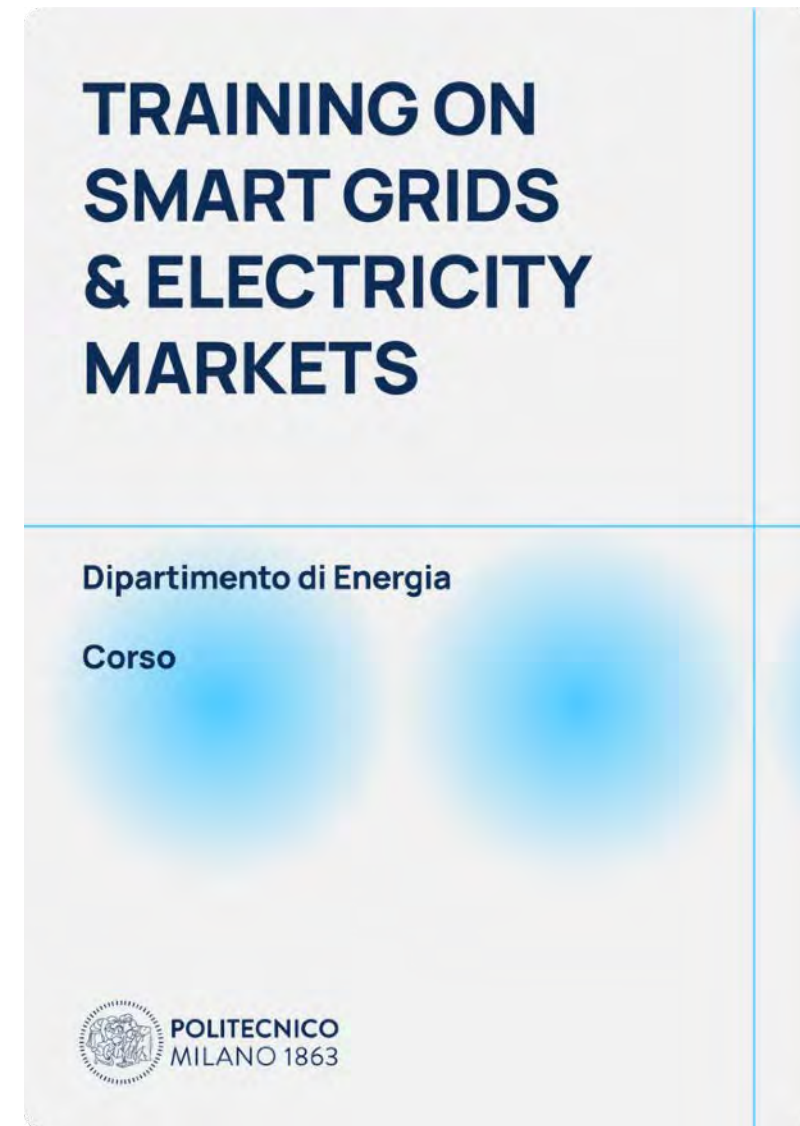 TRAINING ON
SMART GRIDS
& ELECTRICITY
MARKETS
Dipartimento di Energia
Corso
POLITECNICO
MILANO 1863